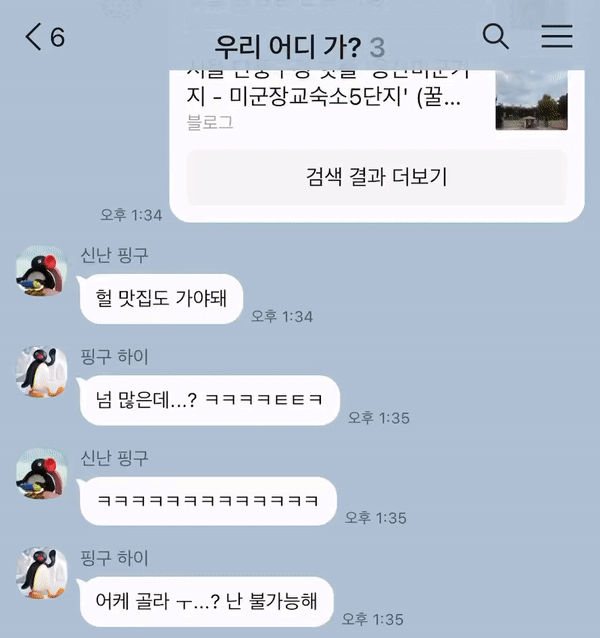 6
우리 어디 가? 3
지 - 미군장교숙소5단지' (꿀...
블로그
검색 결과 더보기
오후 1:34
신난 핑구
헐 맛집도 가야돼
오후 1:34
핑구 하이
넘 많은데...? ㅋㅋㅋㅋㅌㅌㅋ
오후 1:35
신난 핑구
ㅋㅋㅋㅋㅋㅋㅋㅋㅋㅋㅋㅋㅋ
오후 1:35
핑구 하이
어케 골라 ㅜ...? 난 불가능해
오후 1:35